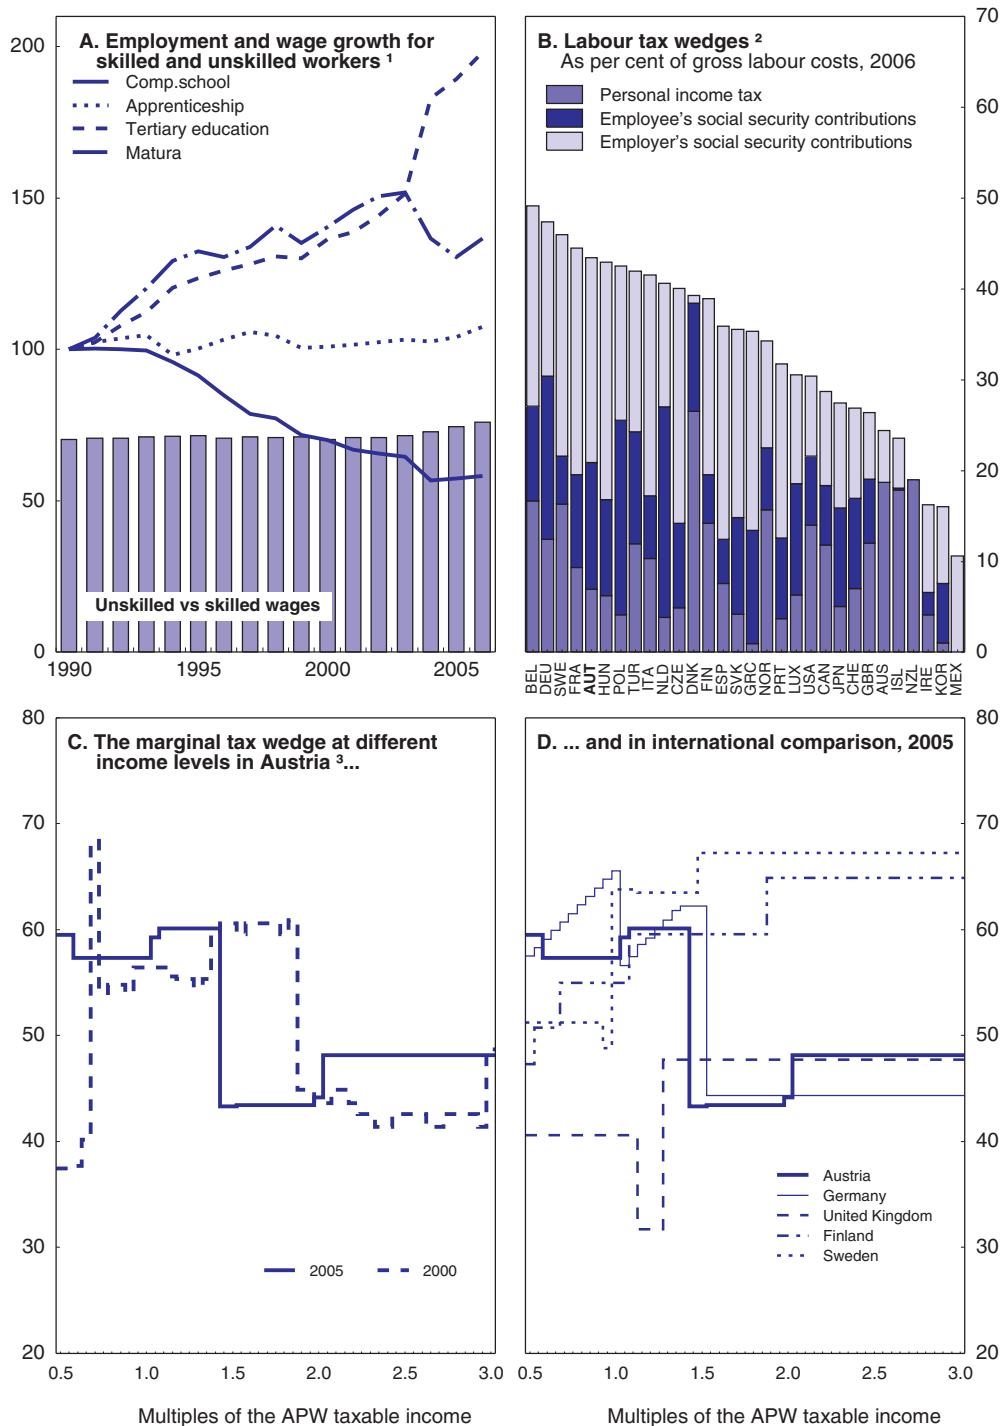 A. Employment and wage growth for
skilled and unskilled workers 1
Comp.school
Apprenticeship
Tertiary education
Matura
200
150
100
50
0
Unskilled vs skilled wages
1990
1995
2000
2005
B. Labour tax wedges 2
As per cent of gross labour costs, 2006
Personal income tax
Employee's social security contributions
Employer's social security contributions
70
60
50
40
30
20
10
0
BEL
DEU
SWE
FRA
AUT
HUN
POL
TUR
ITA
NLD
CZE
DNK
FIN
ESP
SVK
GRC
NOR
PRT
LUX
USA
CAN
JPN
CHE
GBR
AUS
ISL
NZL
IRE
KOR
MEX
C. The marginal tax wedge at different
income levels in Austria 3...
80
70
60
50
40
30
20
2005
2000
0.5
1.0
1.5
2.0
2.5
3.0
Multiples of the APW taxable income
D. ... and in international comparison, 2005
80
70
60
50
40
30
20
Austria
Germany
United Kingdom
Finland
Sweden
0.5
1.0
1.5
2.0
2.5
3.0
Multiples of the APW taxable income